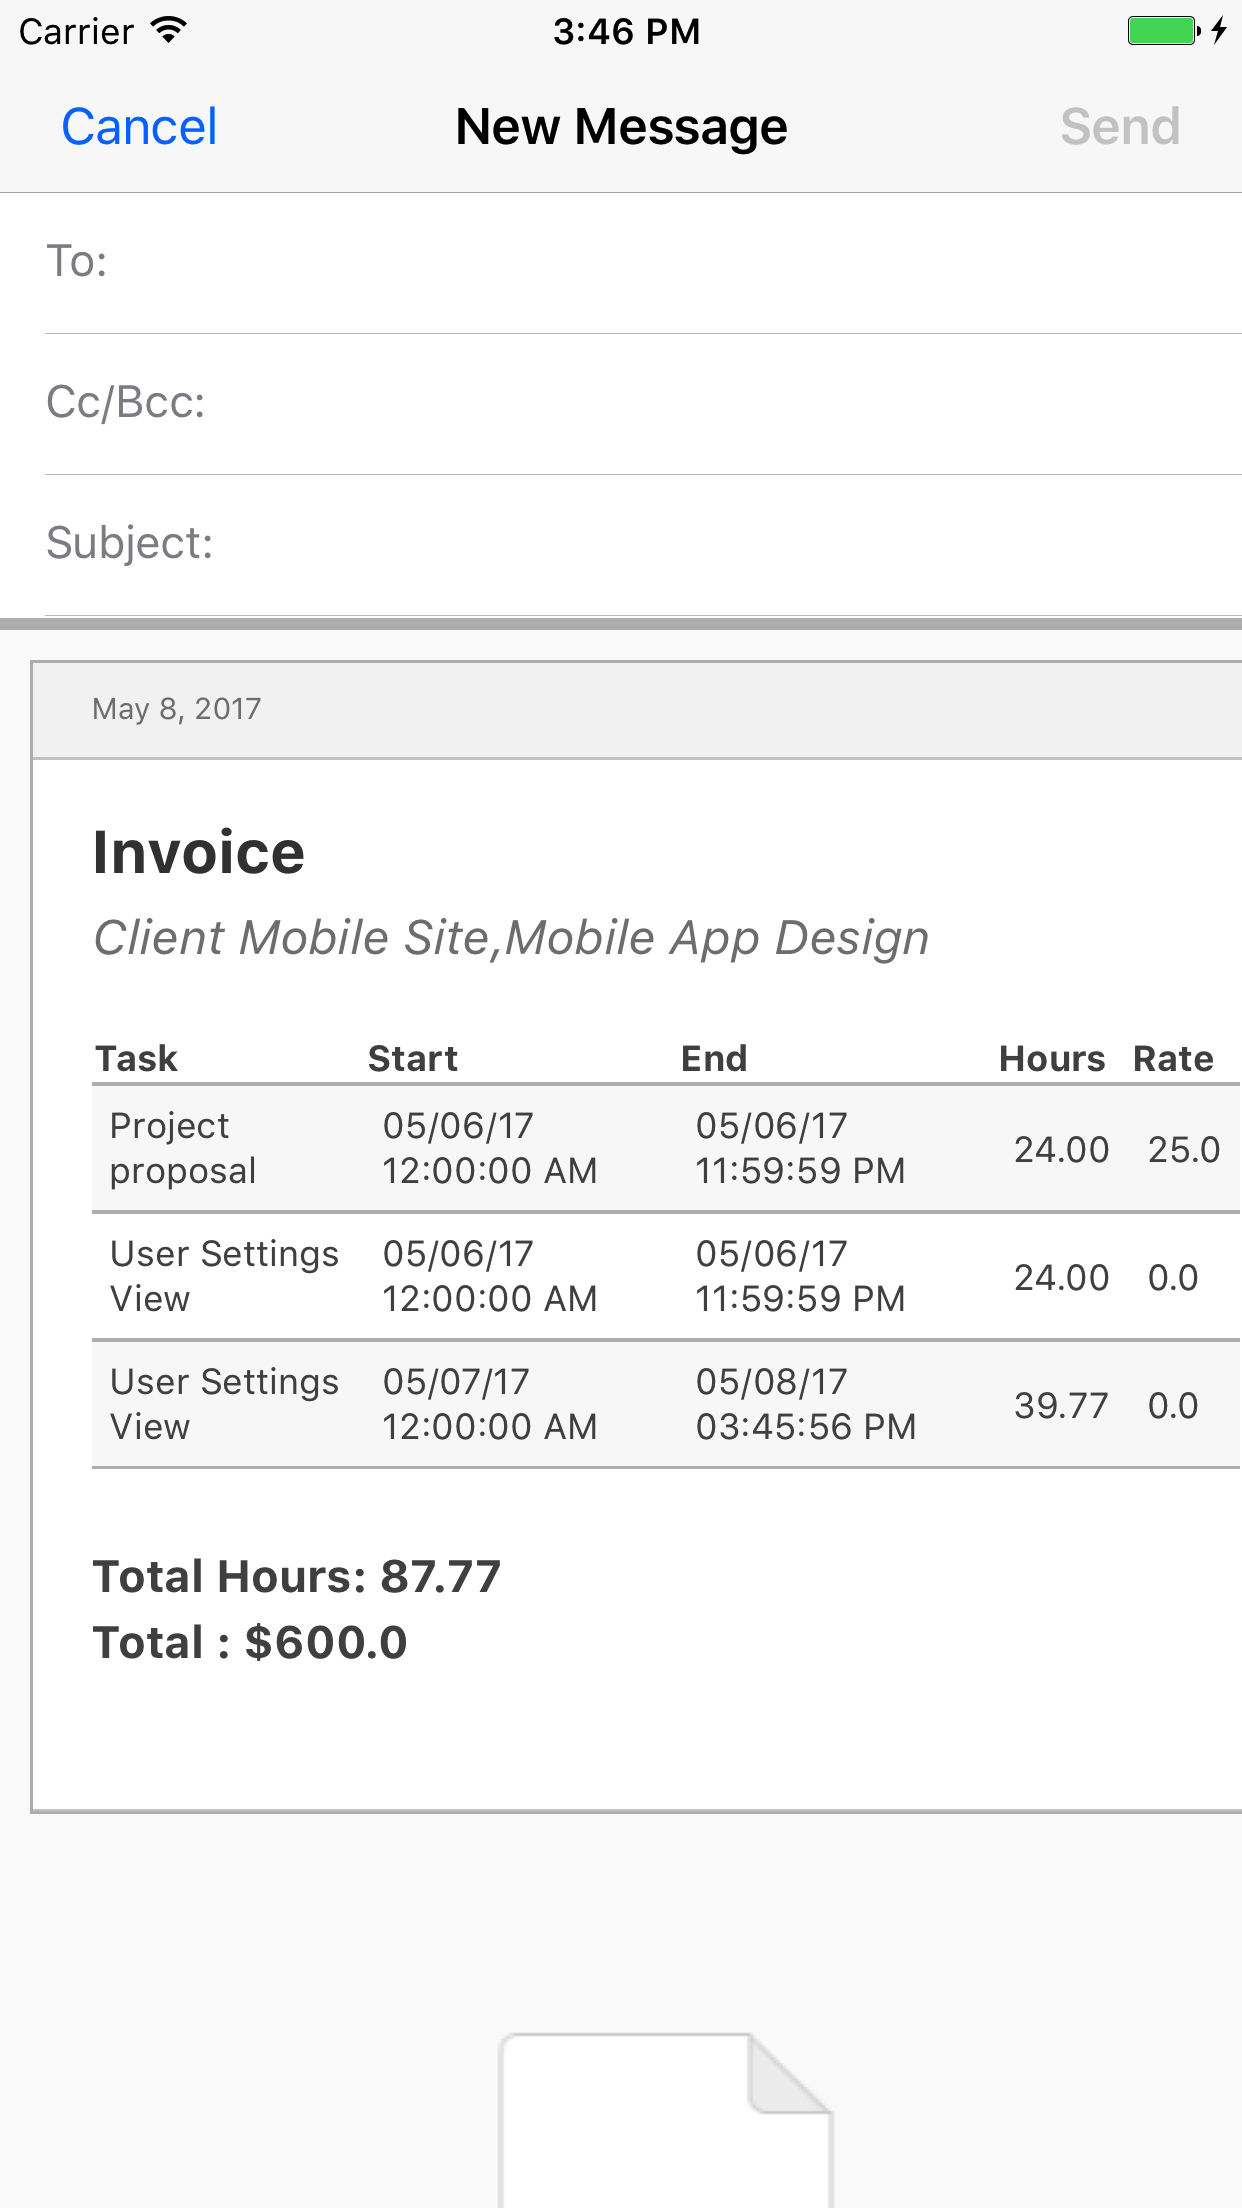 Carrier 3:46 PM
Cancel New Message Send
To:
Cc/Bcc:
Subject:
May 8, 2017
Invoice
Client Mobile Site,Mobile App Design
Task Start End Hours Rate
Project proposal 05/06/17 12:00:00 AM 05/06/17 11:59:59 PM 24.00 25.0
User Settings View 05/06/17 12:00:00 AM 05/06/17 11:59:59 PM 24.00 0.0
User Settings View 05/07/17 12:00:00 AM 05/08/17 03:45:56 PM 39.77 0.0
Total Hours: 87.77
Total : $600.0